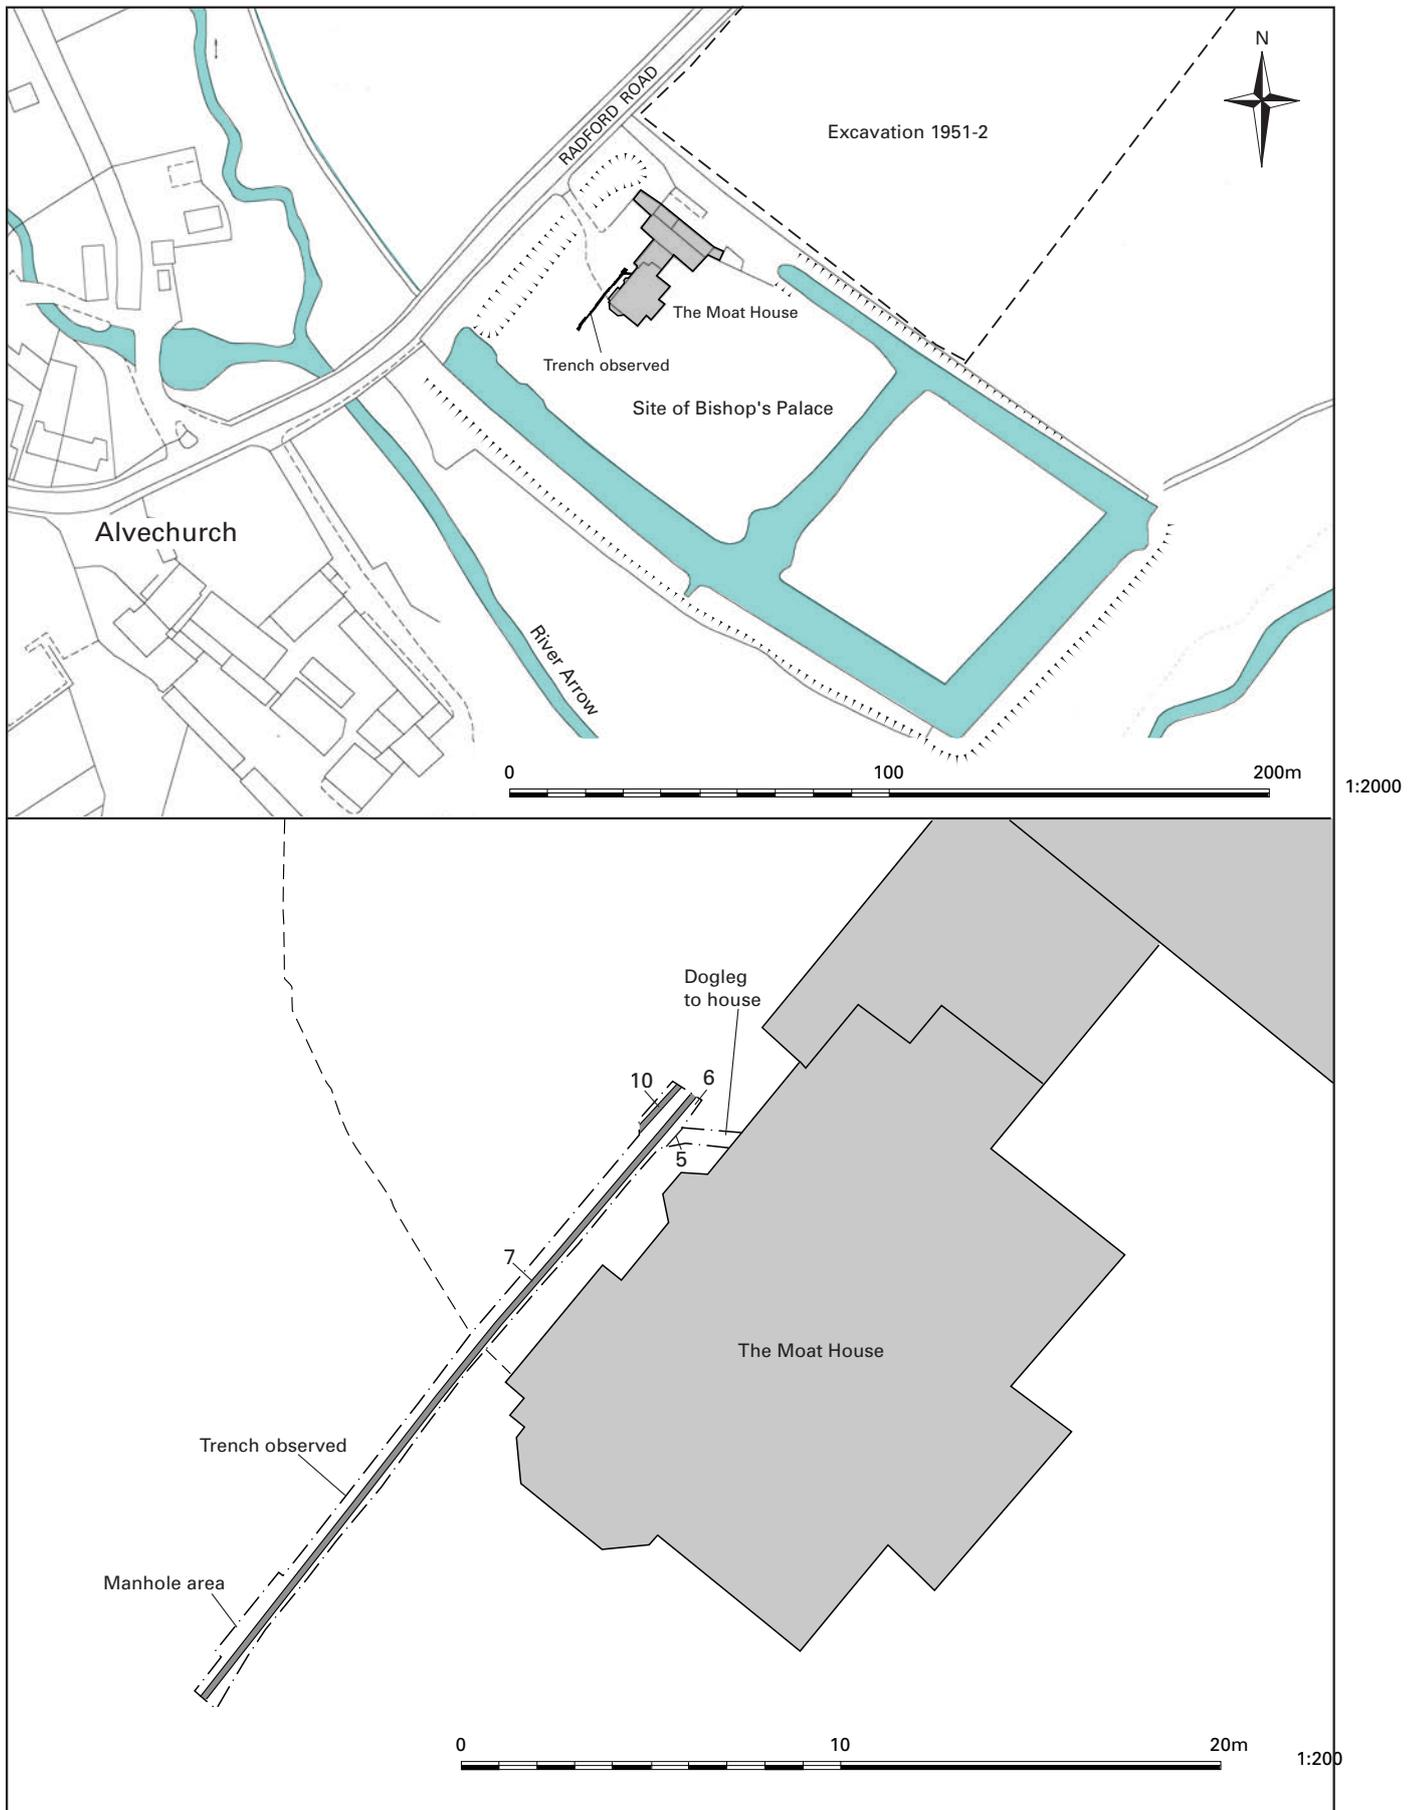 N
RADFORD ROAD
Excavation 1951-2
The Moat House
Trench observed
Site of Bishop's Palace
Alvechurch
River Arrow
0 100 200m
1:2000
Dogleg
to house
10
6
5
7
The Moat House
Trench observed
Manhole area
0 10 20m
1:200